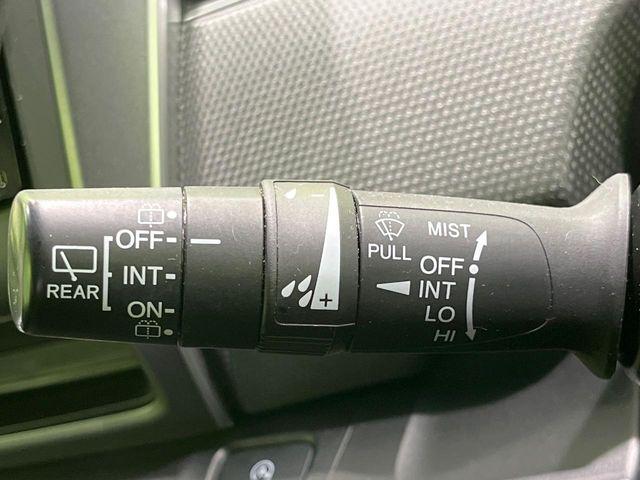 OFF
INT
ON
REAR
-
+
PULL
MIST
OFF
INT
LO
HI